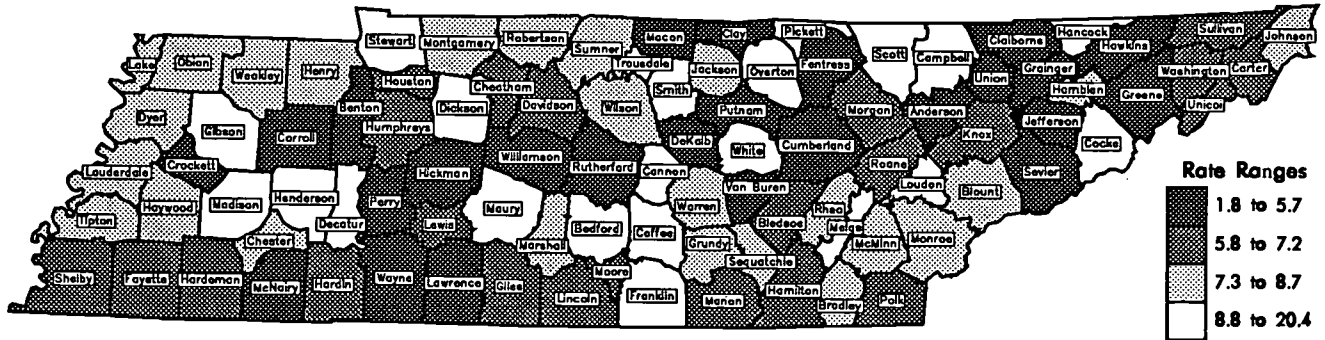 Stewart
Montgomery
Robertson
Sumner
Macon
Clay
Pickett
Scott
Campbell
Claiborne
Hancock
Hawkins
Sullivan
Johnson
Lake
Obion
Weakley
Henry
Houston
Cheatham
Trousdale
Jackson
Overton
Fentress
Union
Grainger
Washington
Carter
Dyer
Gibson
Carroll
Benton
Humphreys
Dickson
Davidson
Wilson
Smith
Putnam
Morgan
Anderson
Hamblen
Greene
Unicoi
Crockett
Williamson
Rutherford
DeKalb
White
Cumberland
Knox
Jefferson
Cocke
Lauderdale
Haywood
Madison
Henderson
Decatur
Perry
Hickman
Cannon
Van Buren
Roane
Loudon
Blount
Sevier
Rate Ranges
Tipton
Chester
Lewis
Maury
Marshall
Bedford
Coffee
Warren
Bledsoe
Rhea
Meigs
McMinn
Monroe
1.8 to 5.7
Shelby
Fayette
Hardeman
McNairy
Hardin
Wayne
Lawrence
Giles
Lincoln
Moore
Franklin
Grundy
Sequatchie
Marion
Hamilton
Bradley
Polk
5.8 to 7.2
7.3 to 8.7
8.8 to 20.4